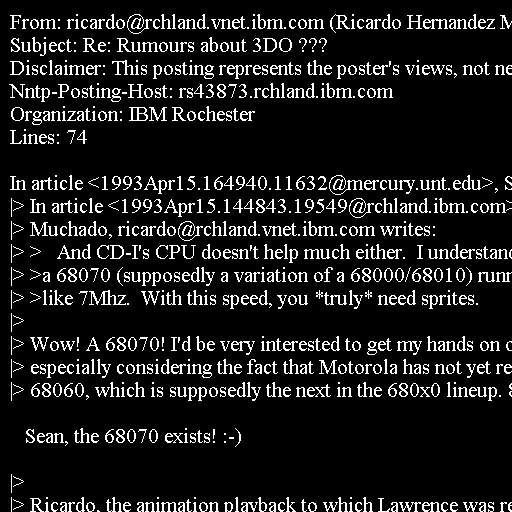 From: ricardo@rchland.vnet.ibm.com (Ricardo Hernandez M
Subject: Re: Rumours about 3DO ???
Disclaimer: This posting represents the poster's views, not ne
Nntp-Posting-Host: rs43873.rchland.ibm.com
Organization: IBM Rochester
Lines: 74

In article <1993Apr15.164940.11632@mercury.unt.edu>, S
|> In article <1993Apr15.144843.19549@rchland.ibm.com>
|> Muchado, ricardo@rchland.vnet.ibm.com writes:
|> >   And CD-I's CPU doesn't help much either.  I understand
|> >a 68070 (supposedly a variation of a 68000/68010) runn
|> >like 7Mhz.  With this speed, you *truly* need sprites.
|>
|> Wow! A 68070! I'd be very interested to get my hands on o
|> especially considering the fact that Motorola has not yet re
|> 68060, which is supposedly the next in the 680x0 lineup. 8

   Sean, the 68070 exists! :-)

|>
|> Ricardo, the animation playback to which Lawrence was re